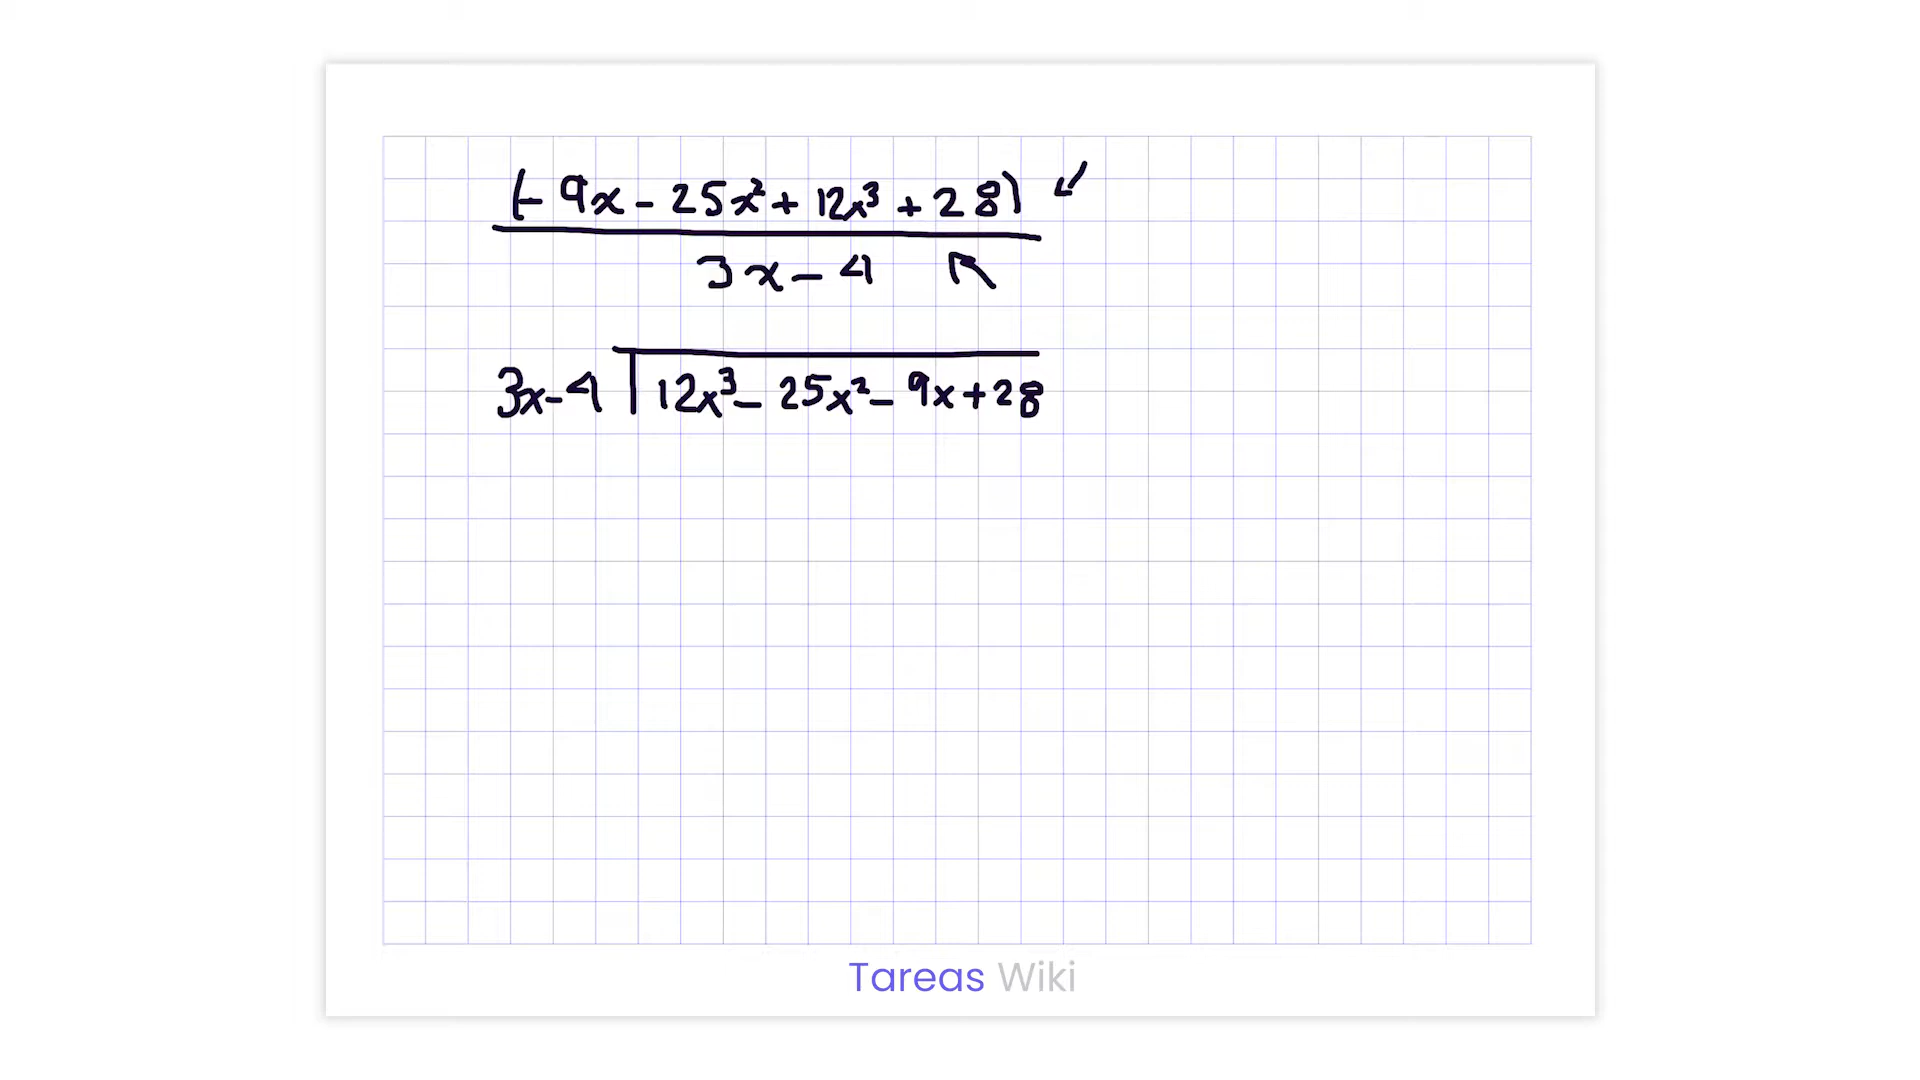 (- 9x - 25x² + 12x³ + 28)
3x - 4
3x - 4 12x³ - 25x² - 9x + 28
Tareas Wiki